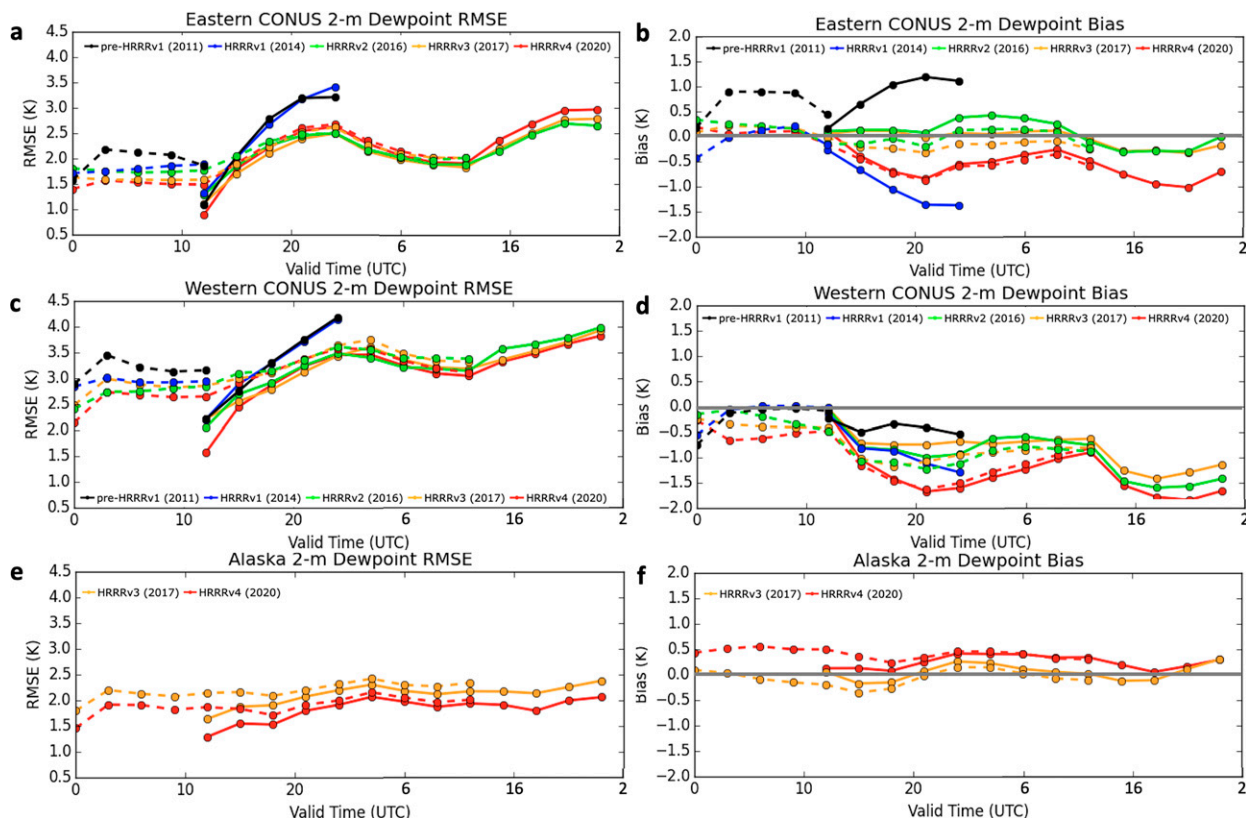 a
Eastern CONUS 2-m Dewpoint RMSE
4.5
4.0
3.5
3.0
2.5
2.0
1.5
1.0
0.5
RMSE (K)
pre-HRRRv1 (2011) HRRRv1 (2014) HRRRv2 (2016) HRRRv3 (2017) HRRRv4 (2020)
0 10 20 6 16 2
Valid Time (UTC)
b
Eastern CONUS 2-m Dewpoint Bias
2.0
1.5
1.0
0.5
0.0
−0.5
−1.0
−1.5
−2.0
Bias (K)
pre-HRRRv1 (2011) HRRRv1 (2014) HRRRv2 (2016) HRRRv3 (2017) HRRRv4 (2020)
0 10 20 6 16 2
Valid Time (UTC)
c
Western CONUS 2-m Dewpoint RMSE
4.5
4.0
3.5
3.0
2.5
2.0
1.5
1.0
0.5
RMSE (K)
pre-HRRRv1 (2011) HRRRv1 (2014) HRRRv2 (2016) HRRRv3 (2017) HRRRv4 (2020)
0 10 20 6 16 2
Valid Time (UTC)
d
Western CONUS 2-m Dewpoint Bias
2.0
1.5
1.0
0.5
0.0
−0.5
−1.0
−1.5
−2.0
Bias (K)
pre-HRRRv1 (2011) HRRRv1 (2014) HRRRv2 (2016) HRRRv3 (2017) HRRRv4 (2020)
0 10 20 6 16 2
Valid Time (UTC)
e
Alaska 2-m Dewpoint RMSE
4.5
4.0
3.5
3.0
2.5
2.0
1.5
1.0
0.5
RMSE (K)
HRRRv3 (2017) HRRRv4 (2020)
0 10 20 6 16 2
Valid Time (UTC)
f
Alaska 2-m Dewpoint Bias
2.0
1.5
1.0
0.5
0.0
−0.5
−1.0
−1.5
−2.0
Bias (K)
HRRRv3 (2017) HRRRv4 (2020)
0 10 20 6 16 2
Valid Time (UTC)